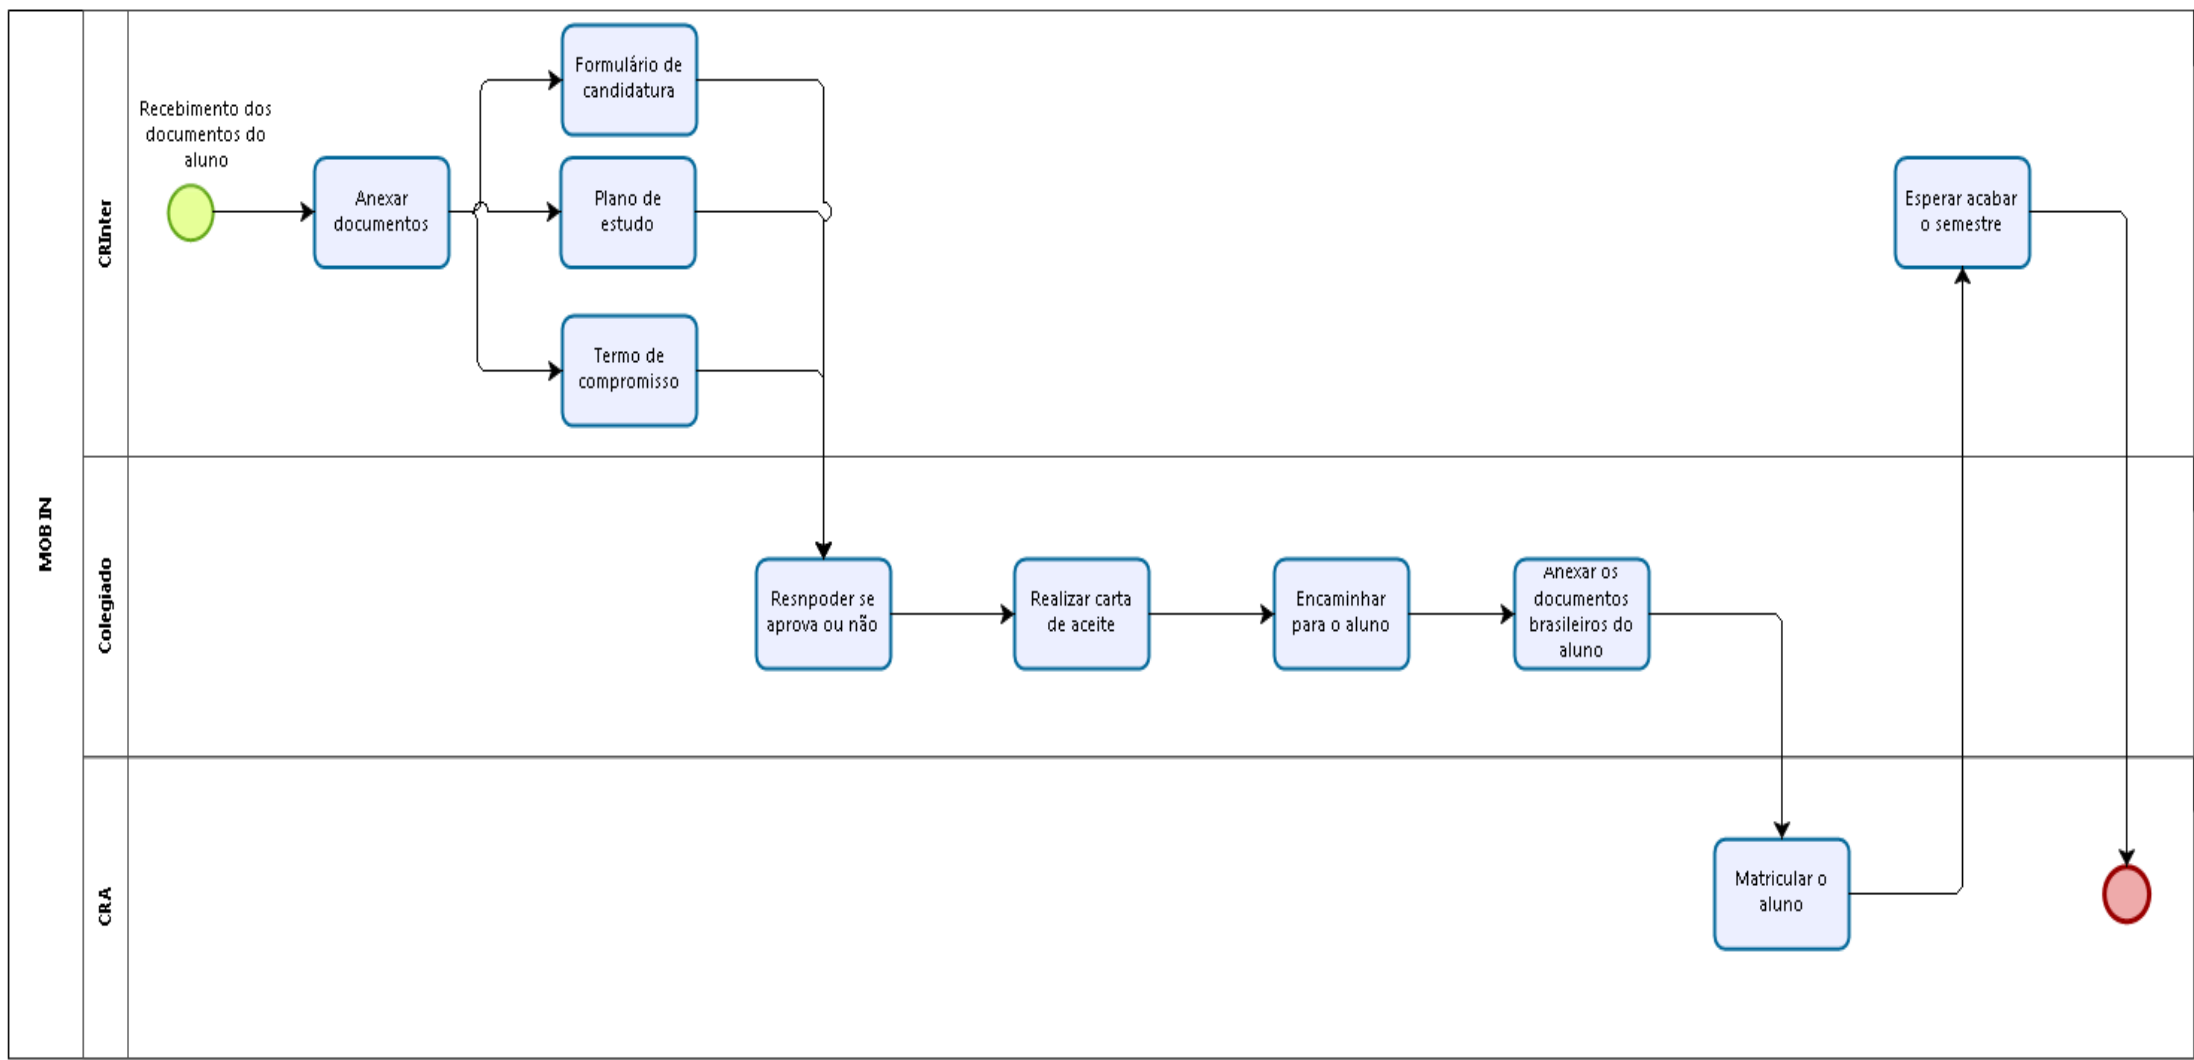 MOB IN
CRInter
Recebimento dos
documentos do
aluno
Anexar
documentos
Formulário de
candidatura
Plano de
estudo
Termo de
compromisso
Esperar acabar
o semestre
Colegiado
Resnpoder se
aprova ou não
Realizar carta
de aceite
Encaminhar
para o aluno
Anexar os
documentos
brasileiros do
aluno
CRA
Matricular o
aluno